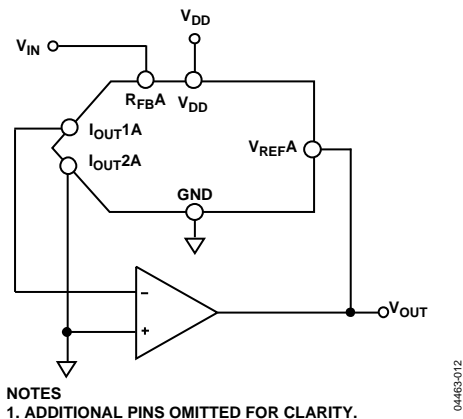 VDD
VIN
RFBA VDD
IOUT1A
IOUT2A
VREFA
GND
–
+
VOUT
NOTES
1. ADDITIONAL PINS OMITTED FOR CLARITY.
04463-012